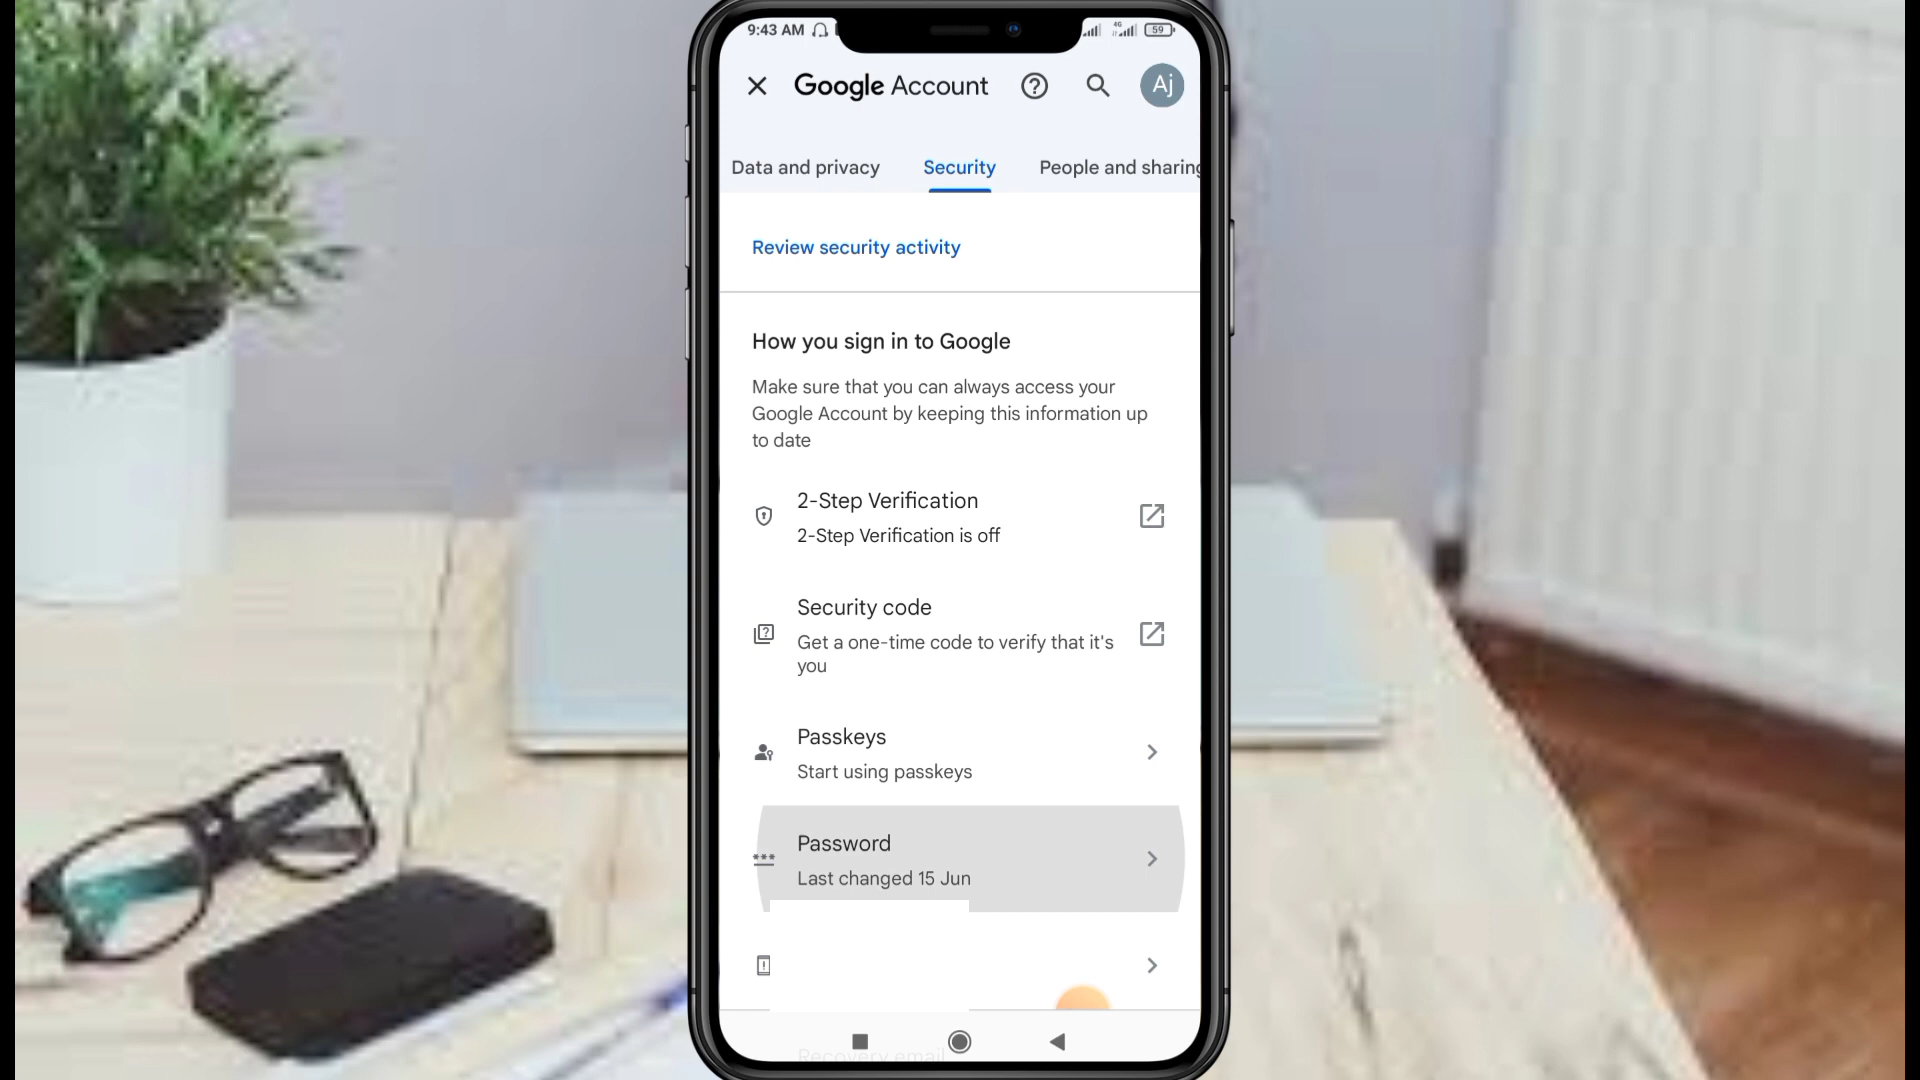 9:43 AM
4G
59
Google Account
Aj
Data and privacy
Security
People and sharing
Review security activity
How you sign in to Google
Make sure that you can always access your
Google Account by keeping this information up
to date
2-Step Verification
2-Step Verification is off
Security code
Get a one-time code to verify that it's
you
Passkeys
Start using passkeys
Password
Last changed 15 Jun
Recovery email